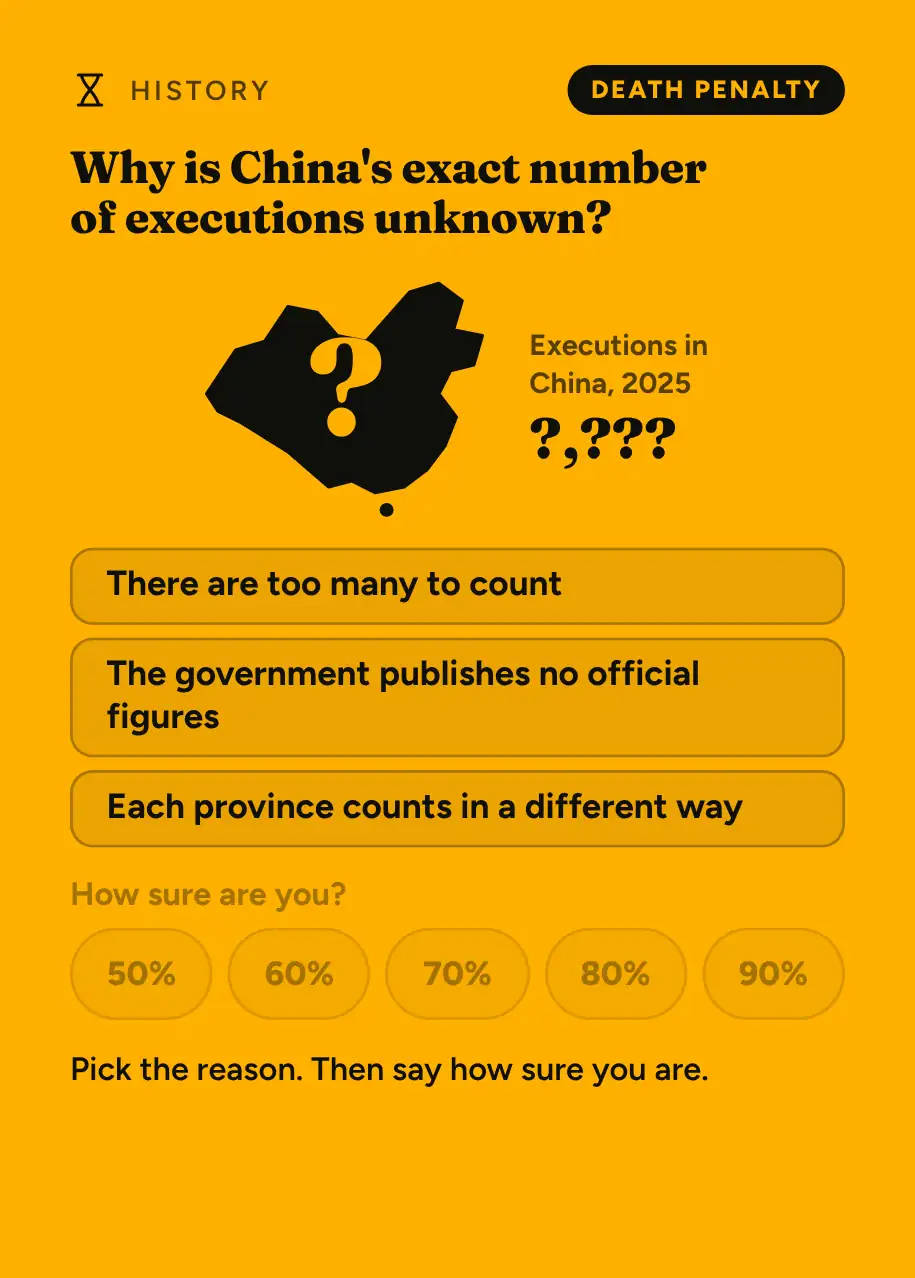 HISTORY
DEATH PENALTY
Why is China's exact number
of executions unknown?
?
Executions in
China, 2025
?,???
There are too many to count
The government publishes no official
figures
Each province counts in a different way
How sure are you?
50%
60%
70%
80%
90%
Pick the reason. Then say how sure you are.